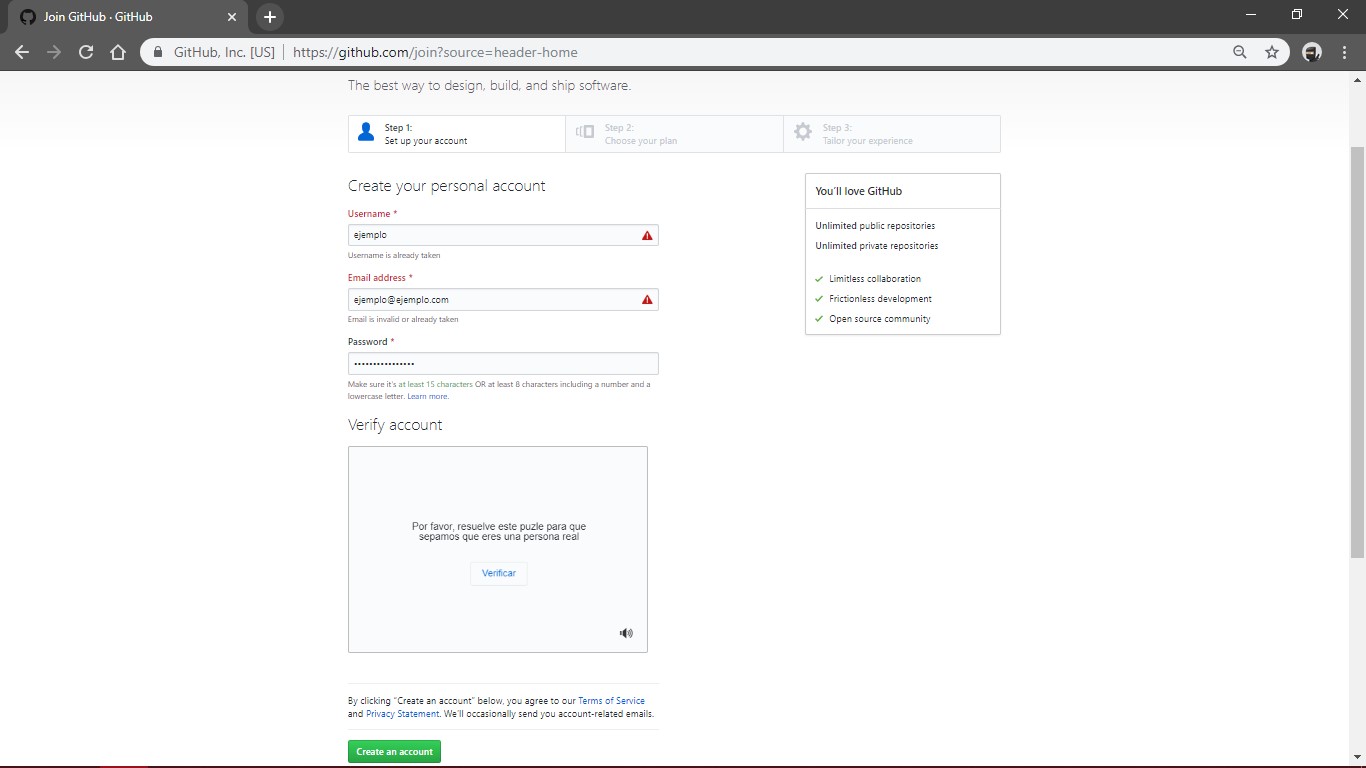 Join GitHub · GitHub
GitHub, Inc. [US] | https://github.com/join?source=header-home
The best way to design, build, and ship software.
Step 1:
Set up your account
Step 2:
Choose your plan
Step 3:
Tailor your experience
Create your personal account
Username *
ejemplo
Username is already taken
Email address *
ejemplo@ejemplo.com
Email is invalid or already taken
Password *
••••••••••••••••
Make sure it's at least 15 characters OR at least 8 characters including a number and a
lowercase letter. Learn more.
Verify account
Por favor, resuelve este puzle para que
sepamos que eres una persona real
Verificar
By clicking "Create an account" below, you agree to our Terms of Service
and Privacy Statement. We'll occasionally send you account-related emails.
Create an account
You'll love GitHub
Unlimited public repositories
Unlimited private repositories
Limitless collaboration
Frictionless development
Open source community